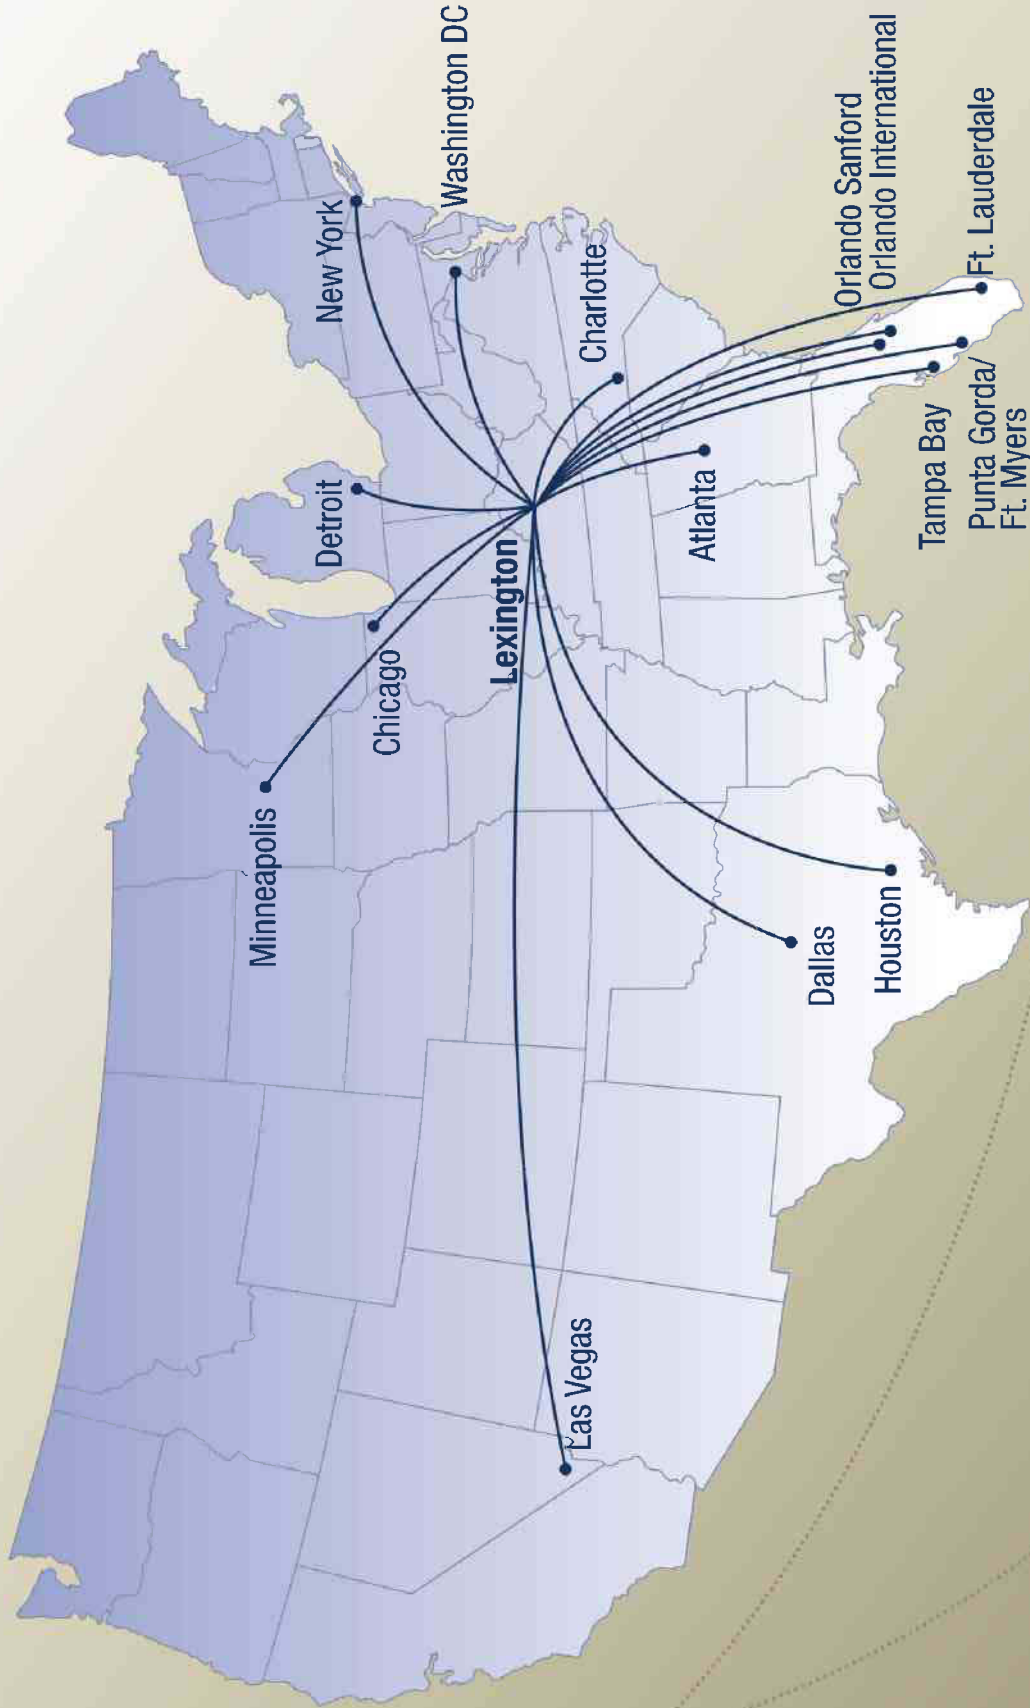 Minneapolis
Detroit
New York
Chicago
Washington DC
Lexington
Las Vegas
Charlotte
Atlanta
Dallas
Houston
Orlando Sanford
Orlando International
Tampa Bay
Punta Gorda/
Ft. Myers
Ft. Lauderdale